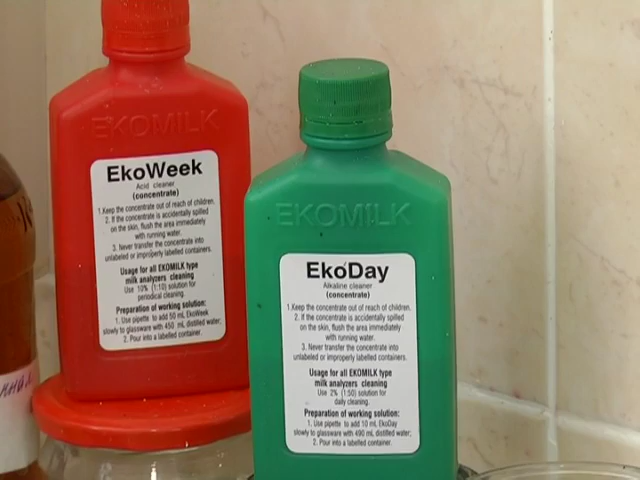 EKOMILK
EkoWeek
Acid cleaner
(concentrate)
1.Keep the concentrate out of reach of children.
2. If the concentrate is accidentally spilled
on the skin, flush the area immediately
with running water.
3. Never transfer the concentrate into
unlabeled or improperly labelled containers.
Usage for all EKOMILK type
milk analyzers cleaning
Use 10% (1:10) solution for
periodical cleaning.
Preparation of working solution:
1. Use pipette to add 50 mL EkoWeek
slowly to glassware with 450 mL distilled water;
2. Pour into a labelled container.
EKOMILK
EkoDay
Alkaline cleaner
(concentrate)
1.Keep the concentrate out of reach of children.
2. If the concentrate is accidentally spilled
on the skin, flush the area immediately
with running water.
3. Never transfer the concentrate into
unlabeled or improperly labelled containers.
Usage for all EKOMILK type
milk analyzers cleaning
Use 2% (1:50) solution for
daily cleaning.
Preparation of working solution:
1. Use pipette to add 10 mL EkoDay
slowly to glassware with 490 mL distilled water;
2. Pour into a labelled container.